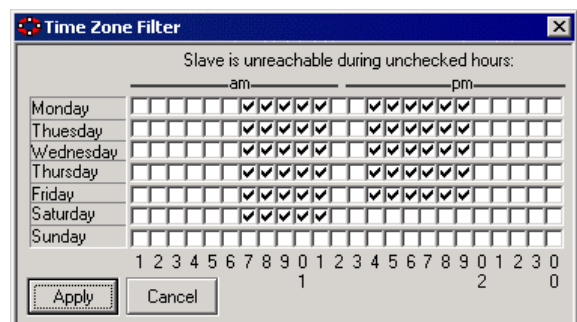 Time Zone Filter
Slave is unreachable during unchecked hours:
am pm
Monday
Thuesday
Wednesday
Thursday
Friday
Saturday
Sunday
1 2 3 4 5 6 7 8 9 0 1 2 3 4 5 6 7 8 9 0 1 2 3 0
1 2 0
Apply Cancel